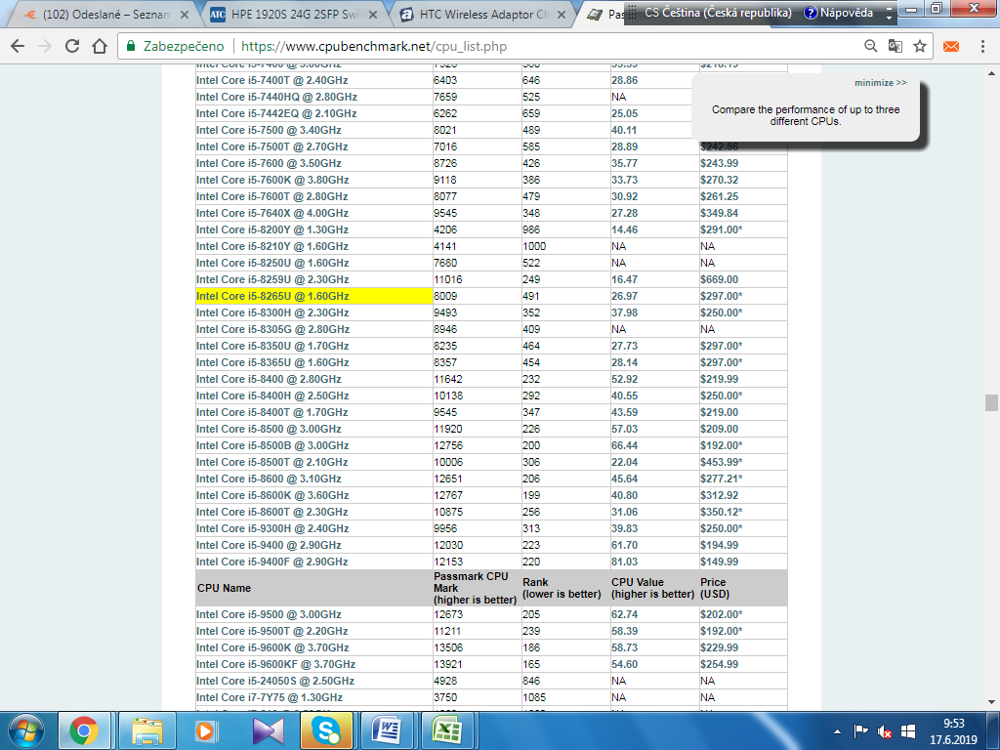 (102) Odeslané – Seznam
HPE 1920S 24G 2SFP Swi
HTC Wireless Adaptor Cli
Pas
CS Čeština (Česká republika)
Nápověda
Zabezpečeno
https://www.cpubenchmark.net/cpu_list.php
minimize >>
Compare the performance of up to three
different CPUs.
Intel Core i5-7400T @ 2.40GHz 6403 646 28.86
Intel Core i5-7440HQ @ 2.80GHz 7659 525 NA
Intel Core i5-7442EQ @ 2.10GHz 6262 659 25.05
Intel Core i5-7500 @ 3.40GHz 8021 489 40.11
Intel Core i5-7500T @ 2.70GHz 7016 585 28.89 $242.86
Intel Core i5-7600 @ 3.50GHz 8726 426 35.77 $243.99
Intel Core i5-7600K @ 3.80GHz 9118 386 33.73 $270.32
Intel Core i5-7600T @ 2.80GHz 8077 479 30.92 $261.25
Intel Core i5-7640X @ 4.00GHz 9545 348 27.28 $349.84
Intel Core i5-8200Y @ 1.30GHz 4206 986 14.46 $291.00*
Intel Core i5-8210Y @ 1.60GHz 4141 1000 NA NA
Intel Core i5-8250U @ 1.60GHz 7680 522 NA NA
Intel Core i5-8259U @ 2.30GHz 11016 249 16.47 $669.00
Intel Core i5-8265U @ 1.60GHz 8009 491 26.97 $297.00*
Intel Core i5-8300H @ 2.30GHz 9493 352 37.98 $250.00*
Intel Core i5-8305G @ 2.80GHz 8946 409 NA NA
Intel Core i5-8350U @ 1.70GHz 8235 464 27.73 $297.00*
Intel Core i5-8365U @ 1.60GHz 8357 454 28.14 $297.00*
Intel Core i5-8400 @ 2.80GHz 11642 232 52.92 $219.99
Intel Core i5-8400H @ 2.50GHz 10138 292 40.55 $250.00*
Intel Core i5-8400T @ 1.70GHz 9545 347 43.59 $219.00
Intel Core i5-8500 @ 3.00GHz 11920 226 57.03 $209.00
Intel Core i5-8500B @ 3.00GHz 12756 200 66.44 $192.00*
Intel Core i5-8500T @ 2.10GHz 10006 306 22.04 $453.99*
Intel Core i5-8600 @ 3.10GHz 12651 206 45.64 $277.21*
Intel Core i5-8600K @ 3.60GHz 12767 199 40.80 $312.92
Intel Core i5-8600T @ 2.30GHz 10875 256 31.06 $350.12*
Intel Core i5-9300H @ 2.40GHz 9956 313 39.83 $250.00*
Intel Core i5-9400 @ 2.90GHz 12030 223 61.70 $194.99
Intel Core i5-9400F @ 2.90GHz 12153 220 81.03 $149.99
CPU Name
Passmark CPU
Mark
(higher is better)
Rank
(lower is better)
CPU Value
(higher is better)
Price
(USD)
Intel Core i5-9500 @ 3.00GHz 12673 205 62.74 $202.00*
Intel Core i5-9500T @ 2.20GHz 11211 239 58.39 $192.00*
Intel Core i5-9600K @ 3.70GHz 13506 186 58.73 $229.99
Intel Core i5-9600KF @ 3.70GHz 13921 165 54.60 $254.99
Intel Core i5-24050S @ 2.50GHz 4928 846 NA NA
Intel Core i7-7Y75 @ 1.30GHz 3750 1085 NA NA
9:53
17.6.2019